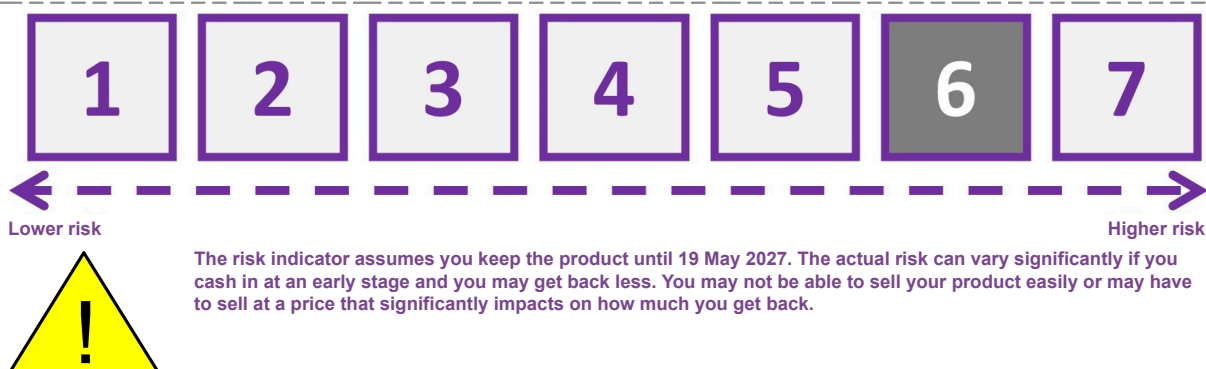 1 2 3 4 5 6 7
Lower risk Higher risk
The risk indicator assumes you keep the product until 19 May 2027. The actual risk can vary significantly if you
cash in at an early stage and you may get back less. You may not be able to sell your product easily or may have
to sell at a price that significantly impacts on how much you get back.
!